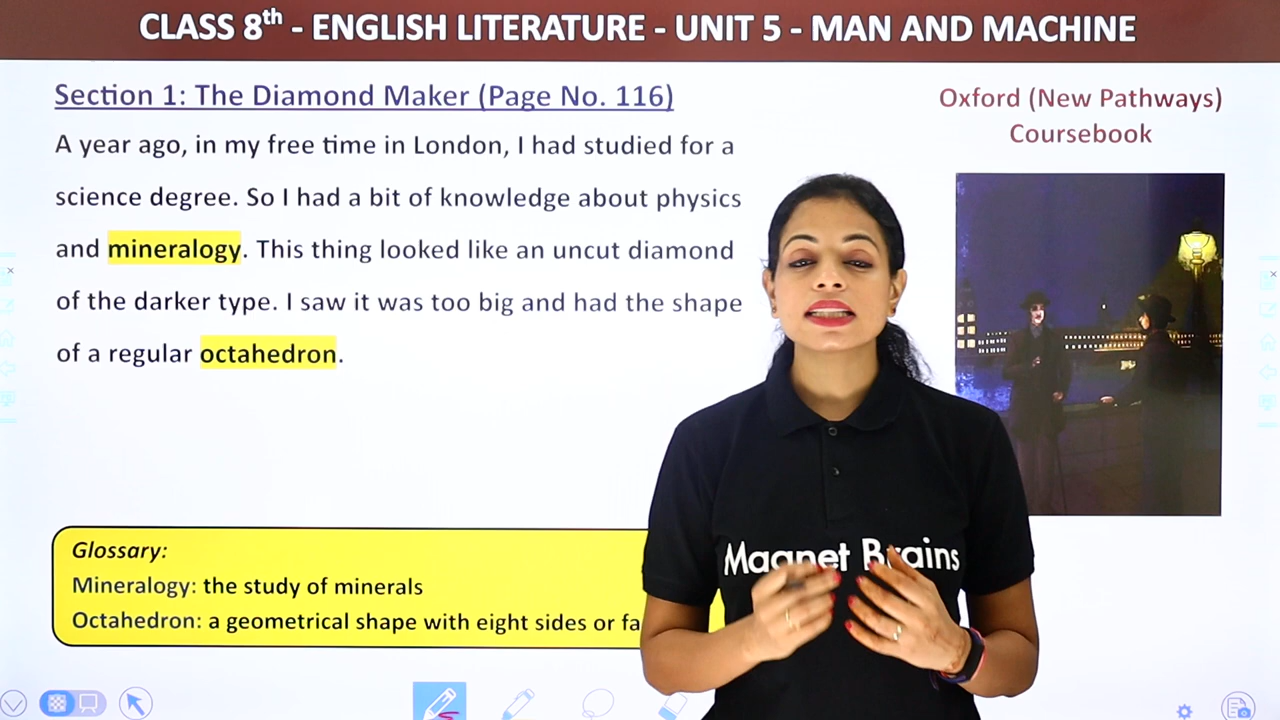 CLASS 8th - ENGLISH LITERATURE - UNIT 5 - MAN AND MACHINE
Section 1: The Diamond Maker (Page No. 116)
A year ago, in my free time in London, I had studied for a
science degree. So I had a bit of knowledge about physics
and mineralogy. This thing looked like an uncut diamond
of the darker type. I saw it was too big and had the shape
of a regular octahedron.
Oxford (New Pathways)
Coursebook
Glossary:
Mineralogy: the study of minerals
Octahedron: a geometrical shape with eight sides or fa
Magnet Brains